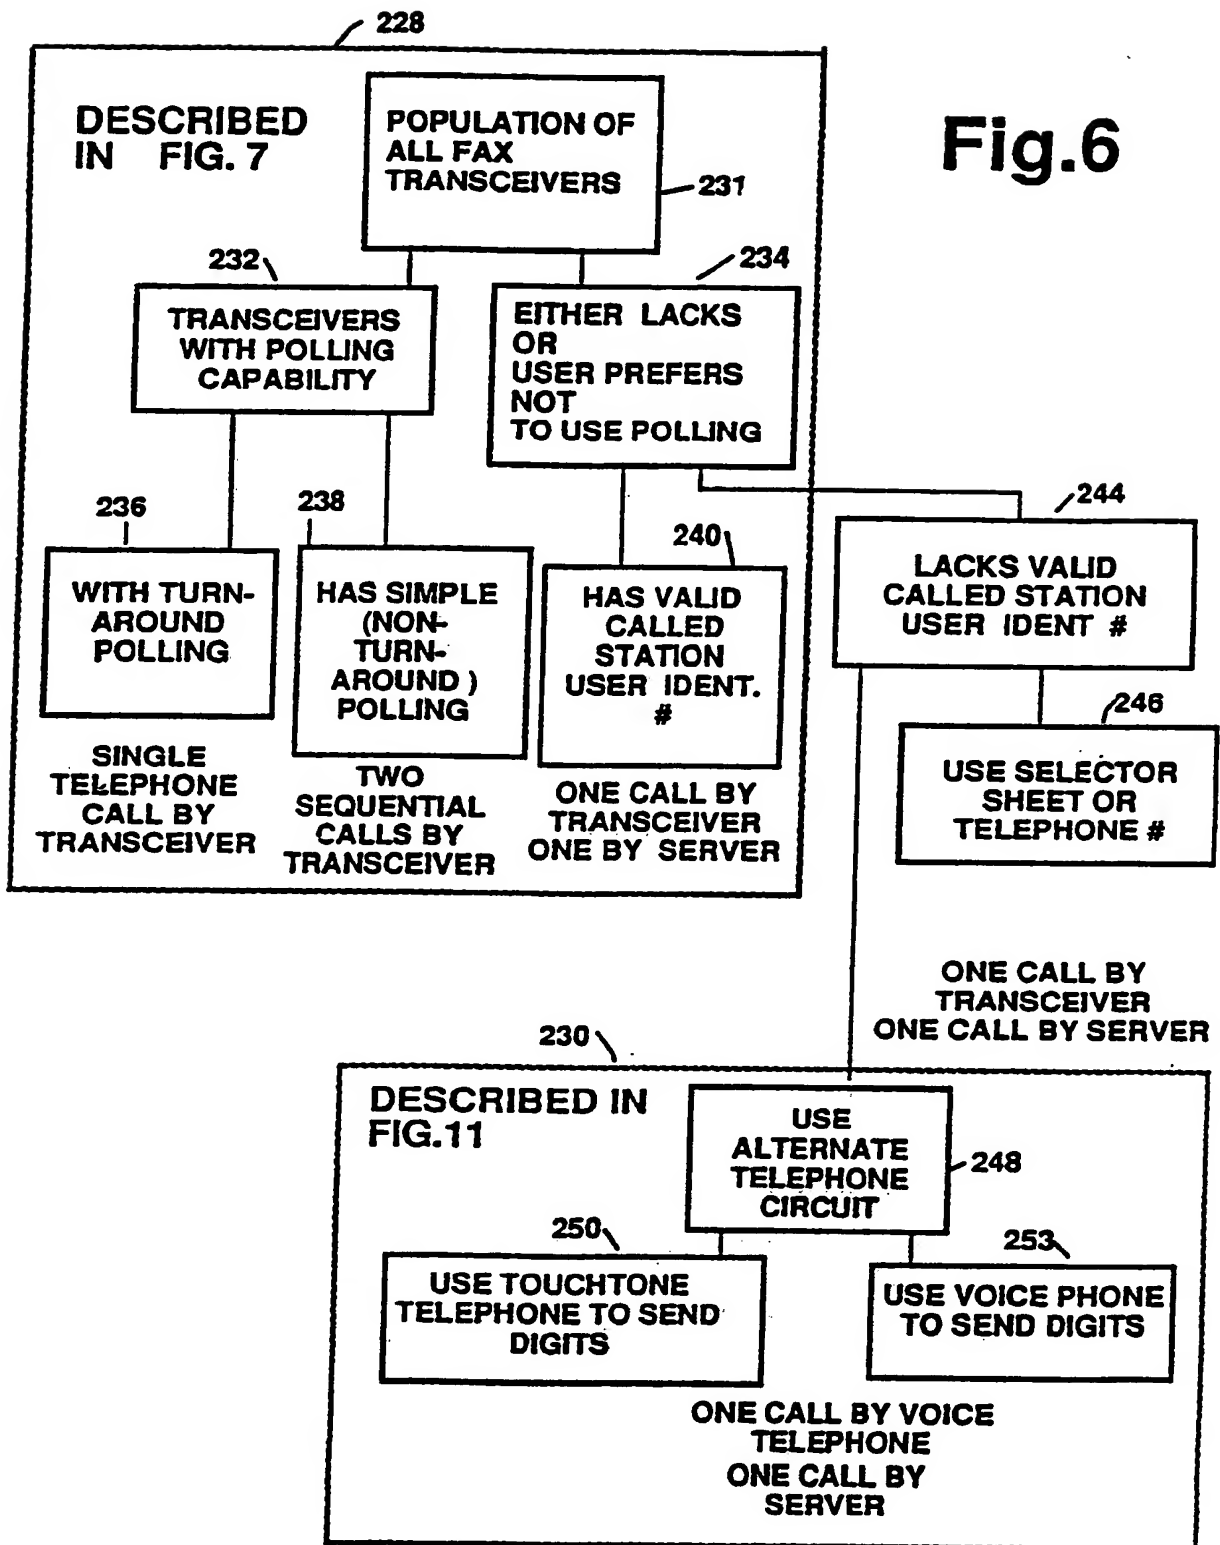 228
DESCRIBED
IN FIG. 7
POPULATION OF
ALL FAX
TRANSCEIVERS
231
Fig.6
232
TRANSCEIVERS
WITH POLLING
CAPABILITY
234
EITHER LACKS
OR
USER PREFERS
NOT
TO USE POLLING
236
WITH TURN-
AROUND
POLLING
SINGLE
TELEPHONE
CALL BY
TRANSCEIVER
238
HAS SIMPLE
(NON-
TURN-
AROUND )
POLLING
TWO
SEQUENTIAL
CALLS BY
TRANSCEIVER
240
HAS VALID
CALLED
STATION
USER IDENT.
#
ONE CALL BY
TRANSCEIVER
ONE BY SERVER
244
LACKS VALID
CALLED STATION
USER IDENT #
246
USE SELECTOR
SHEET OR
TELEPHONE #
ONE CALL BY
TRANSCEIVER
ONE CALL BY SERVER
230
DESCRIBED IN
FIG.11
USE
ALTERNATE
TELEPHONE
CIRCUIT
248
250
USE TOUCHTONE
TELEPHONE TO SEND
DIGITS
253
USE VOICE PHONE
TO SEND DIGITS
ONE CALL BY VOICE
TELEPHONE
ONE CALL BY
SERVER